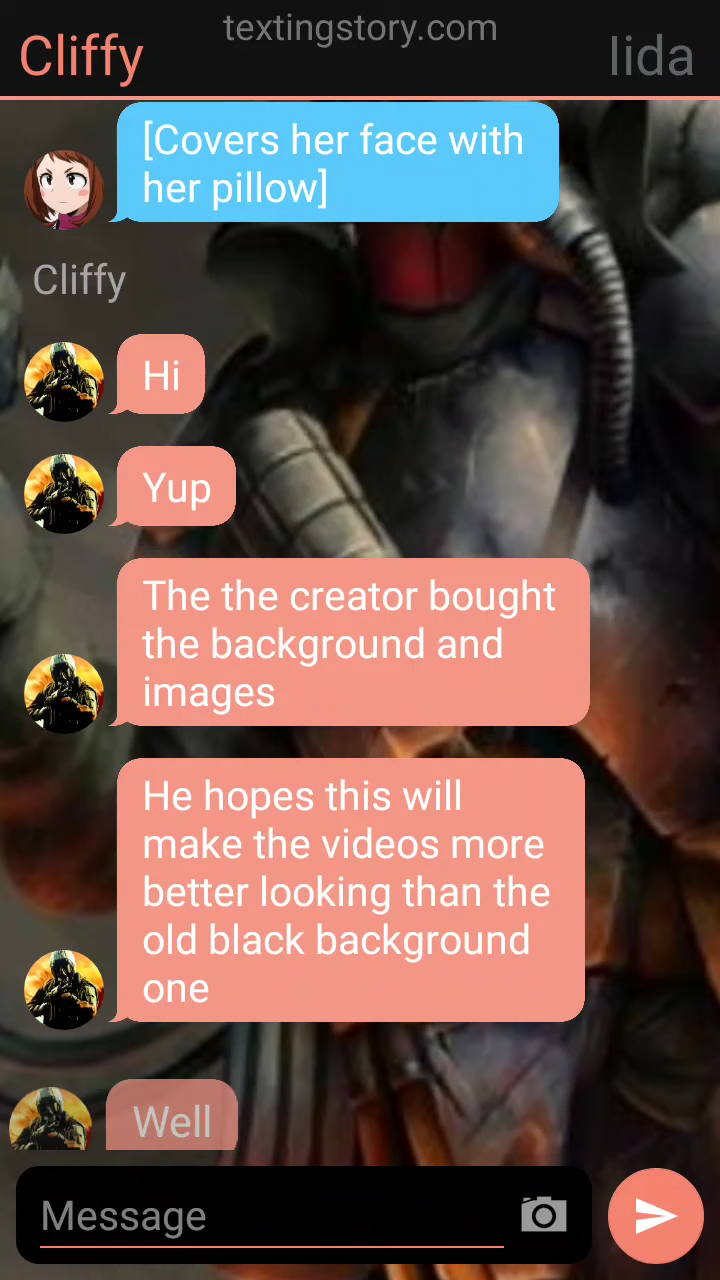 textingstory.com
Cliffy
Iida
[Covers her face with
her pillow]
Cliffy
Hi
Yup
The the creator bought
the background and
images
He hopes this will
make the videos more
better looking than the
old black background
one
Well
Message